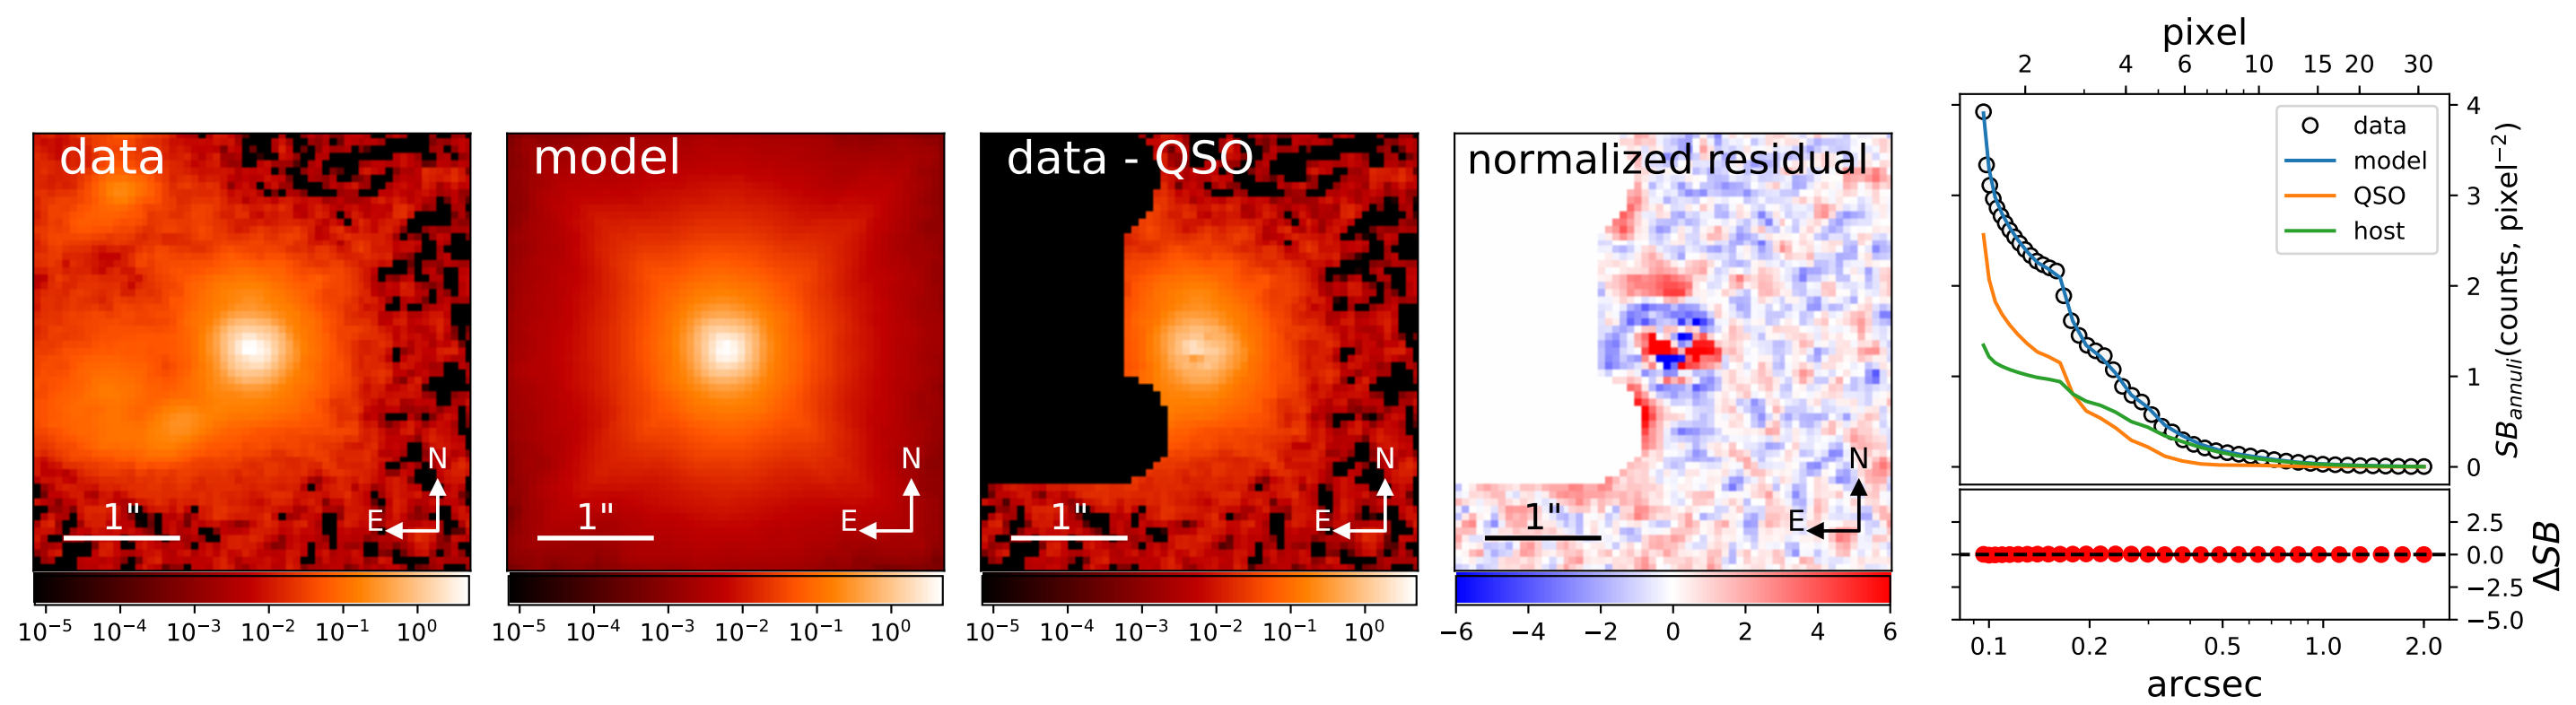 data
N
E
1"
10⁻⁵ 10⁻⁴ 10⁻³ 10⁻² 10⁻¹ 10⁰
model
N
E
1"
10⁻⁵ 10⁻⁴ 10⁻³ 10⁻² 10⁻¹ 10⁰
data - QSO
N
E
1"
10⁻⁵ 10⁻⁴ 10⁻³ 10⁻² 10⁻¹ 10⁰
normalized residual
N
E
1"
−6 −4 −2 0 2 4 6
pixel
2 4 6 10 15 20 30
data
model
QSO
host
4
3
2
1
0
SB_annuli(counts, pixel⁻²)
2.5
0.0
−2.5
−5.0
ΔSB
0.1 0.2 0.5 1.0 2.0
arcsec